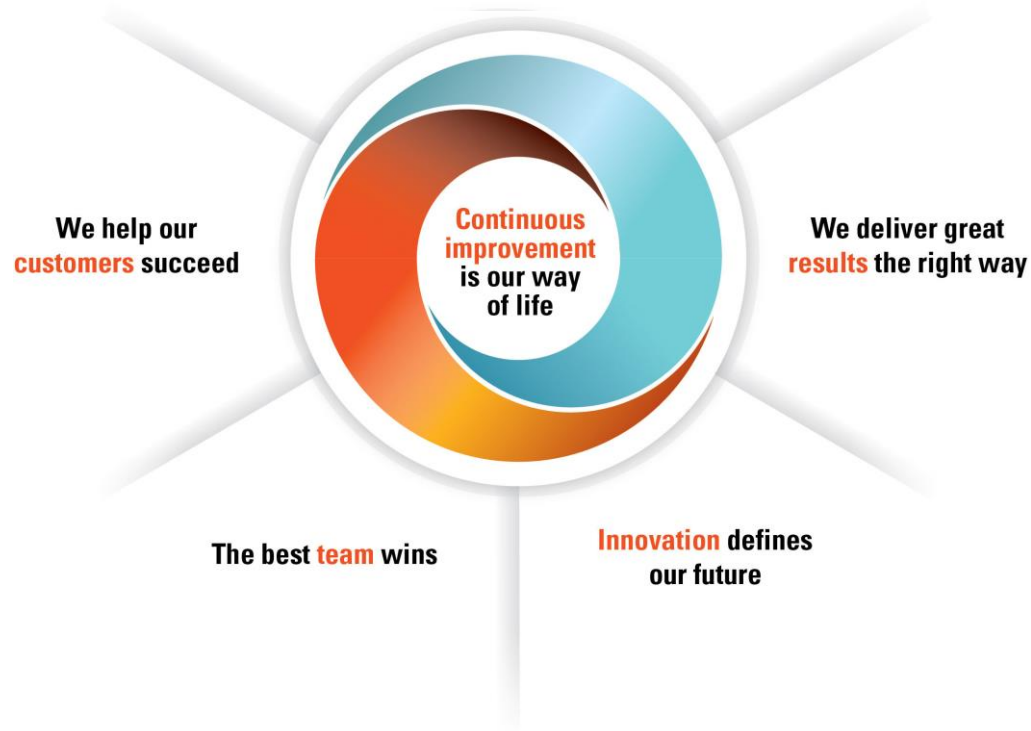 We help our
customers succeed
Continuous
improvement
is our way
of life
We deliver great
results the right way
The best team wins
Innovation defines
our future